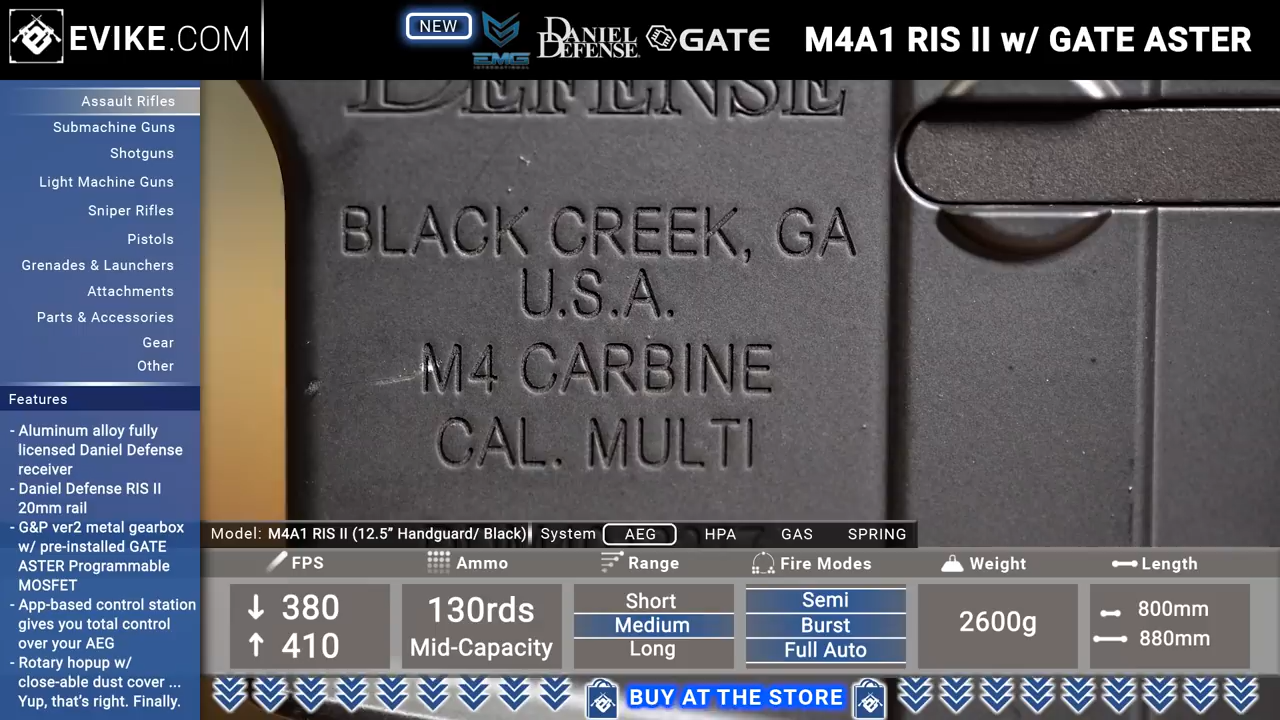 EVIKE.COM
NEW
EMG
INTERNATIONAL
DANIEL DEFENSE
GATE
M4A1 RIS II w/ GATE ASTER
Assault Rifles
Submachine Guns
Shotguns
Light Machine Guns
Sniper Rifles
Pistols
Grenades & Launchers
Attachments
Parts & Accessories
Gear
Other
Features
- Aluminum alloy fully
licensed Daniel Defense
receiver
- Daniel Defense RIS II
20mm rail
- G&P ver2 metal gearbox
w/ pre-installed GATE
ASTER Programmable
MOSFET
- App-based control station
gives you total control
over your AEG
- Rotary hopup w/
close-able dust cover ...
Yup, that's right. Finally.
DEFENSE
BLACK CREEK, GA
U.S.A.
M4 CARBINE
CAL. MULTI
Model: M4A1 RIS II (12.5" Handguard/ Black) System AEG HPA GAS SPRING
FPS Ammo Range Fire Modes Weight Length
↓ 380
↑ 410
130rds
Mid-Capacity
Short
Medium
Long
Semi
Burst
Full Auto
2600g
800mm
880mm
BUY AT THE STORE